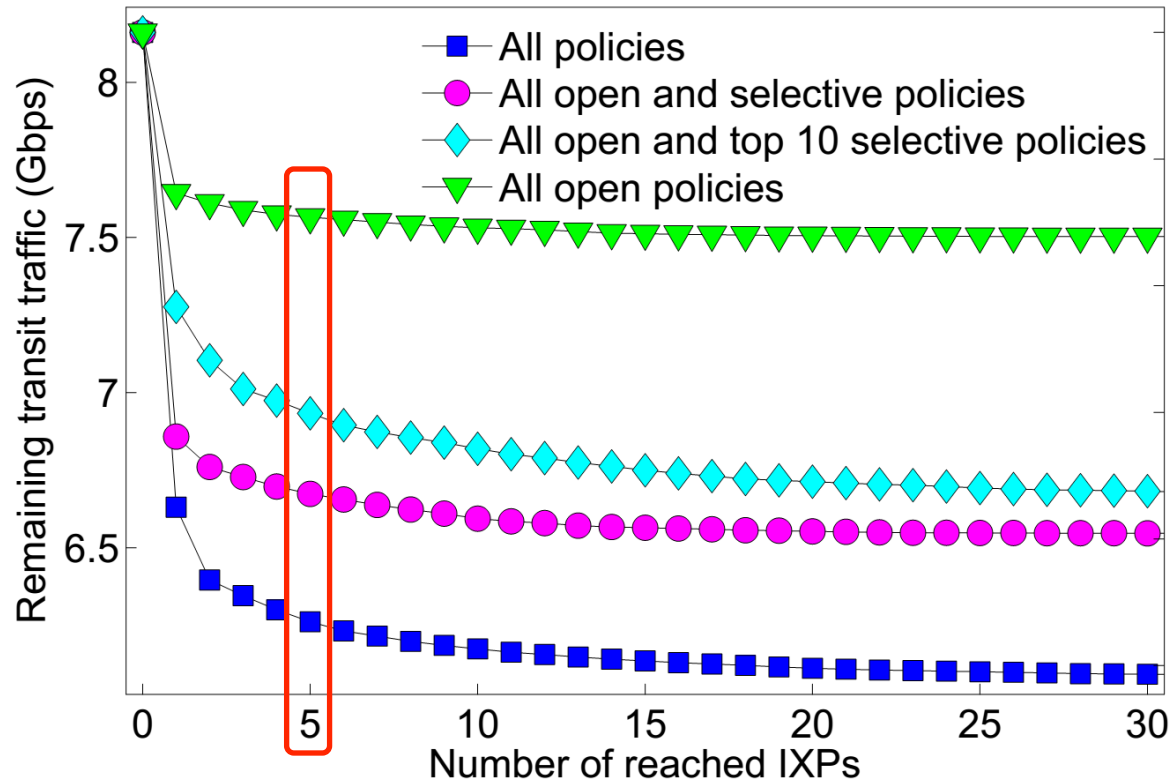 All policies
All open and selective policies
All open and top 10 selective policies
All open policies
Remaining transit traffic (Gbps)
8
7.5
7
6.5
0 5 10 15 20 25 30
Number of reached IXPs